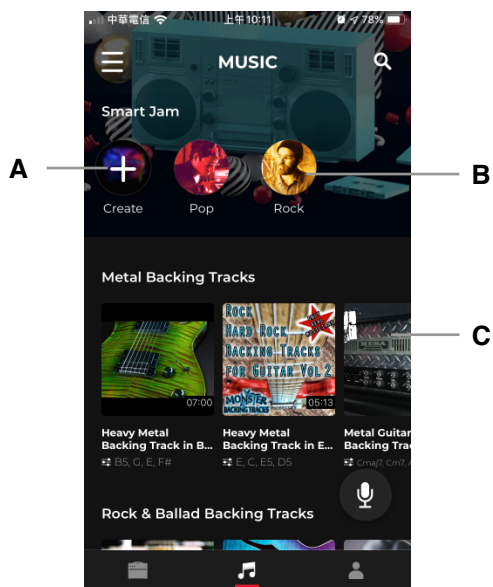 中華電信 上午10:11 78%
MUSIC
Smart Jam
A
B
Create Pop Rock
Metal Backing Tracks
ROCK
HARD ROCK
BACKING TRACKS
FOR GUITAR VOL 2
MONSTER
BACKING TRACKS
MESA
C
07:00 05:13
Heavy Metal
Backing Track in B...
B5, G, E, F#
Heavy Metal
Backing Track in E...
E, C, E5, D5
Metal Guitar
Backing Tra
Cmaj7, Cm7, A
Rock & Ballad Backing Tracks